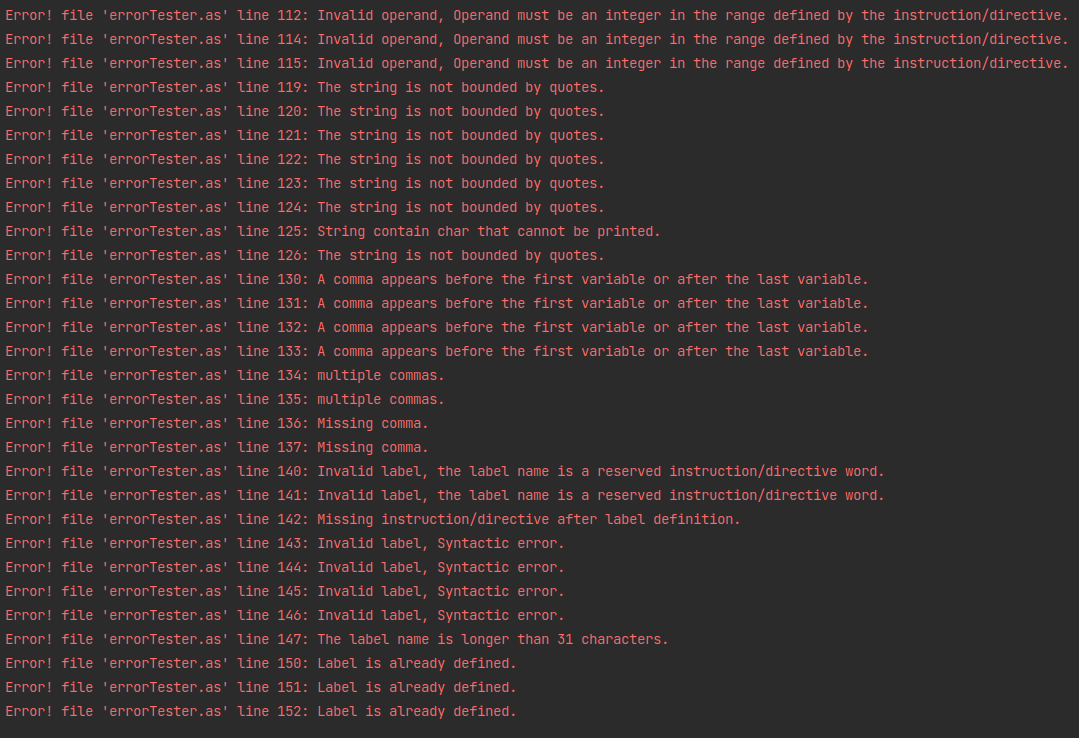 Error! file 'errorTester.as' line 112: Invalid operand, Operand must be an integer in the range defined by the instruction/directive.
Error! file 'errorTester.as' line 114: Invalid operand, Operand must be an integer in the range defined by the instruction/directive.
Error! file 'errorTester.as' line 115: Invalid operand, Operand must be an integer in the range defined by the instruction/directive.
Error! file 'errorTester.as' line 119: The string is not bounded by quotes.
Error! file 'errorTester.as' line 120: The string is not bounded by quotes.
Error! file 'errorTester.as' line 121: The string is not bounded by quotes.
Error! file 'errorTester.as' line 122: The string is not bounded by quotes.
Error! file 'errorTester.as' line 123: The string is not bounded by quotes.
Error! file 'errorTester.as' line 124: The string is not bounded by quotes.
Error! file 'errorTester.as' line 125: String contain char that cannot be printed.
Error! file 'errorTester.as' line 126: The string is not bounded by quotes.
Error! file 'errorTester.as' line 130: A comma appears before the first variable or after the last variable.
Error! file 'errorTester.as' line 131: A comma appears before the first variable or after the last variable.
Error! file 'errorTester.as' line 132: A comma appears before the first variable or after the last variable.
Error! file 'errorTester.as' line 133: A comma appears before the first variable or after the last variable.
Error! file 'errorTester.as' line 134: multiple commas.
Error! file 'errorTester.as' line 135: multiple commas.
Error! file 'errorTester.as' line 136: Missing comma.
Error! file 'errorTester.as' line 137: Missing comma.
Error! file 'errorTester.as' line 140: Invalid label, the label name is a reserved instruction/directive word.
Error! file 'errorTester.as' line 141: Invalid label, the label name is a reserved instruction/directive word.
Error! file 'errorTester.as' line 142: Missing instruction/directive after label definition.
Error! file 'errorTester.as' line 143: Invalid label, Syntactic error.
Error! file 'errorTester.as' line 144: Invalid label, Syntactic error.
Error! file 'errorTester.as' line 145: Invalid label, Syntactic error.
Error! file 'errorTester.as' line 146: Invalid label, Syntactic error.
Error! file 'errorTester.as' line 147: The label name is longer than 31 characters.
Error! file 'errorTester.as' line 150: Label is already defined.
Error! file 'errorTester.as' line 151: Label is already defined.
Error! file 'errorTester.as' line 152: Label is already defined.